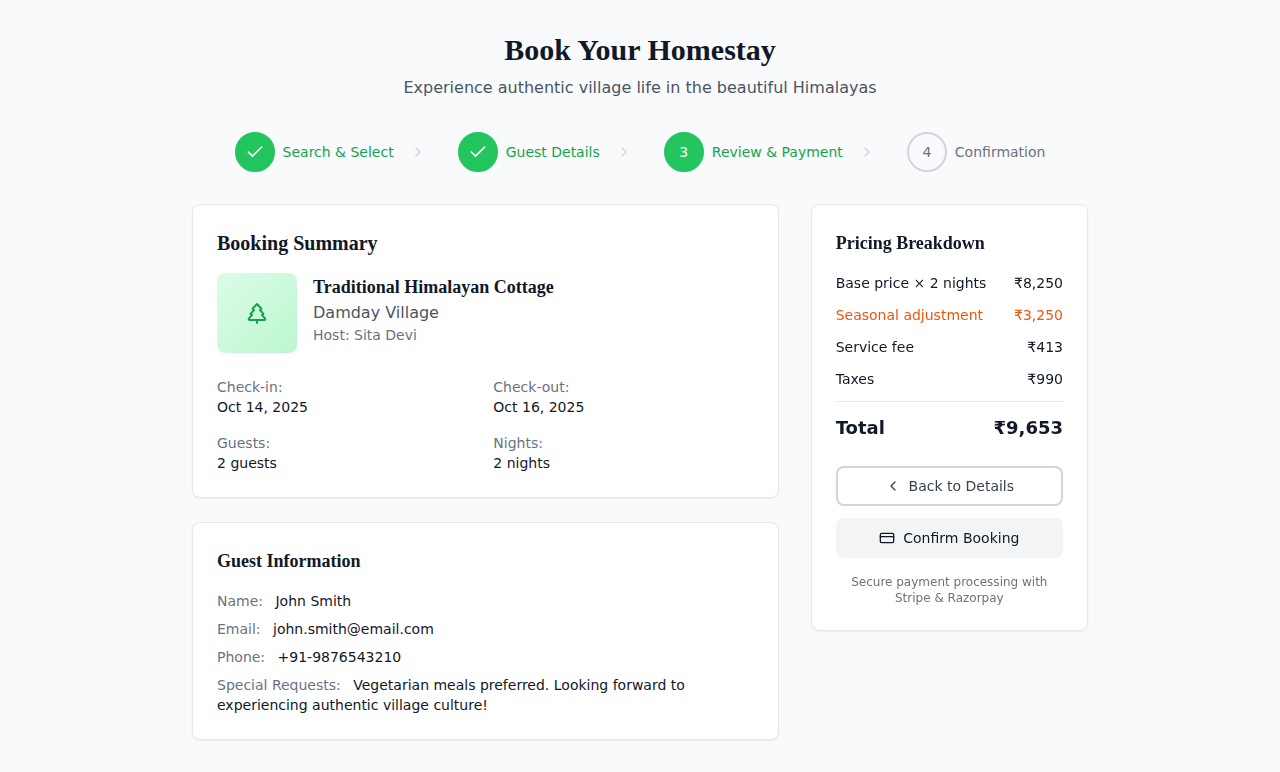 Book Your Homestay
Experience authentic village life in the beautiful Himalayas
Search & Select
Guest Details
3 Review & Payment
4 Confirmation
Booking Summary
Traditional Himalayan Cottage
Damday Village
Host: Sita Devi
Check-in:
Oct 14, 2025
Check-out:
Oct 16, 2025
Guests:
2 guests
Nights:
2 nights
Guest Information
Name: John Smith
Email: john.smith@email.com
Phone: +91-9876543210
Special Requests: Vegetarian meals preferred. Looking forward to
experiencing authentic village culture!
Pricing Breakdown
Base price × 2 nights ₹8,250
Seasonal adjustment ₹3,250
Service fee ₹413
Taxes ₹990
Total ₹9,653
Back to Details
Confirm Booking
Secure payment processing with
Stripe & Razorpay